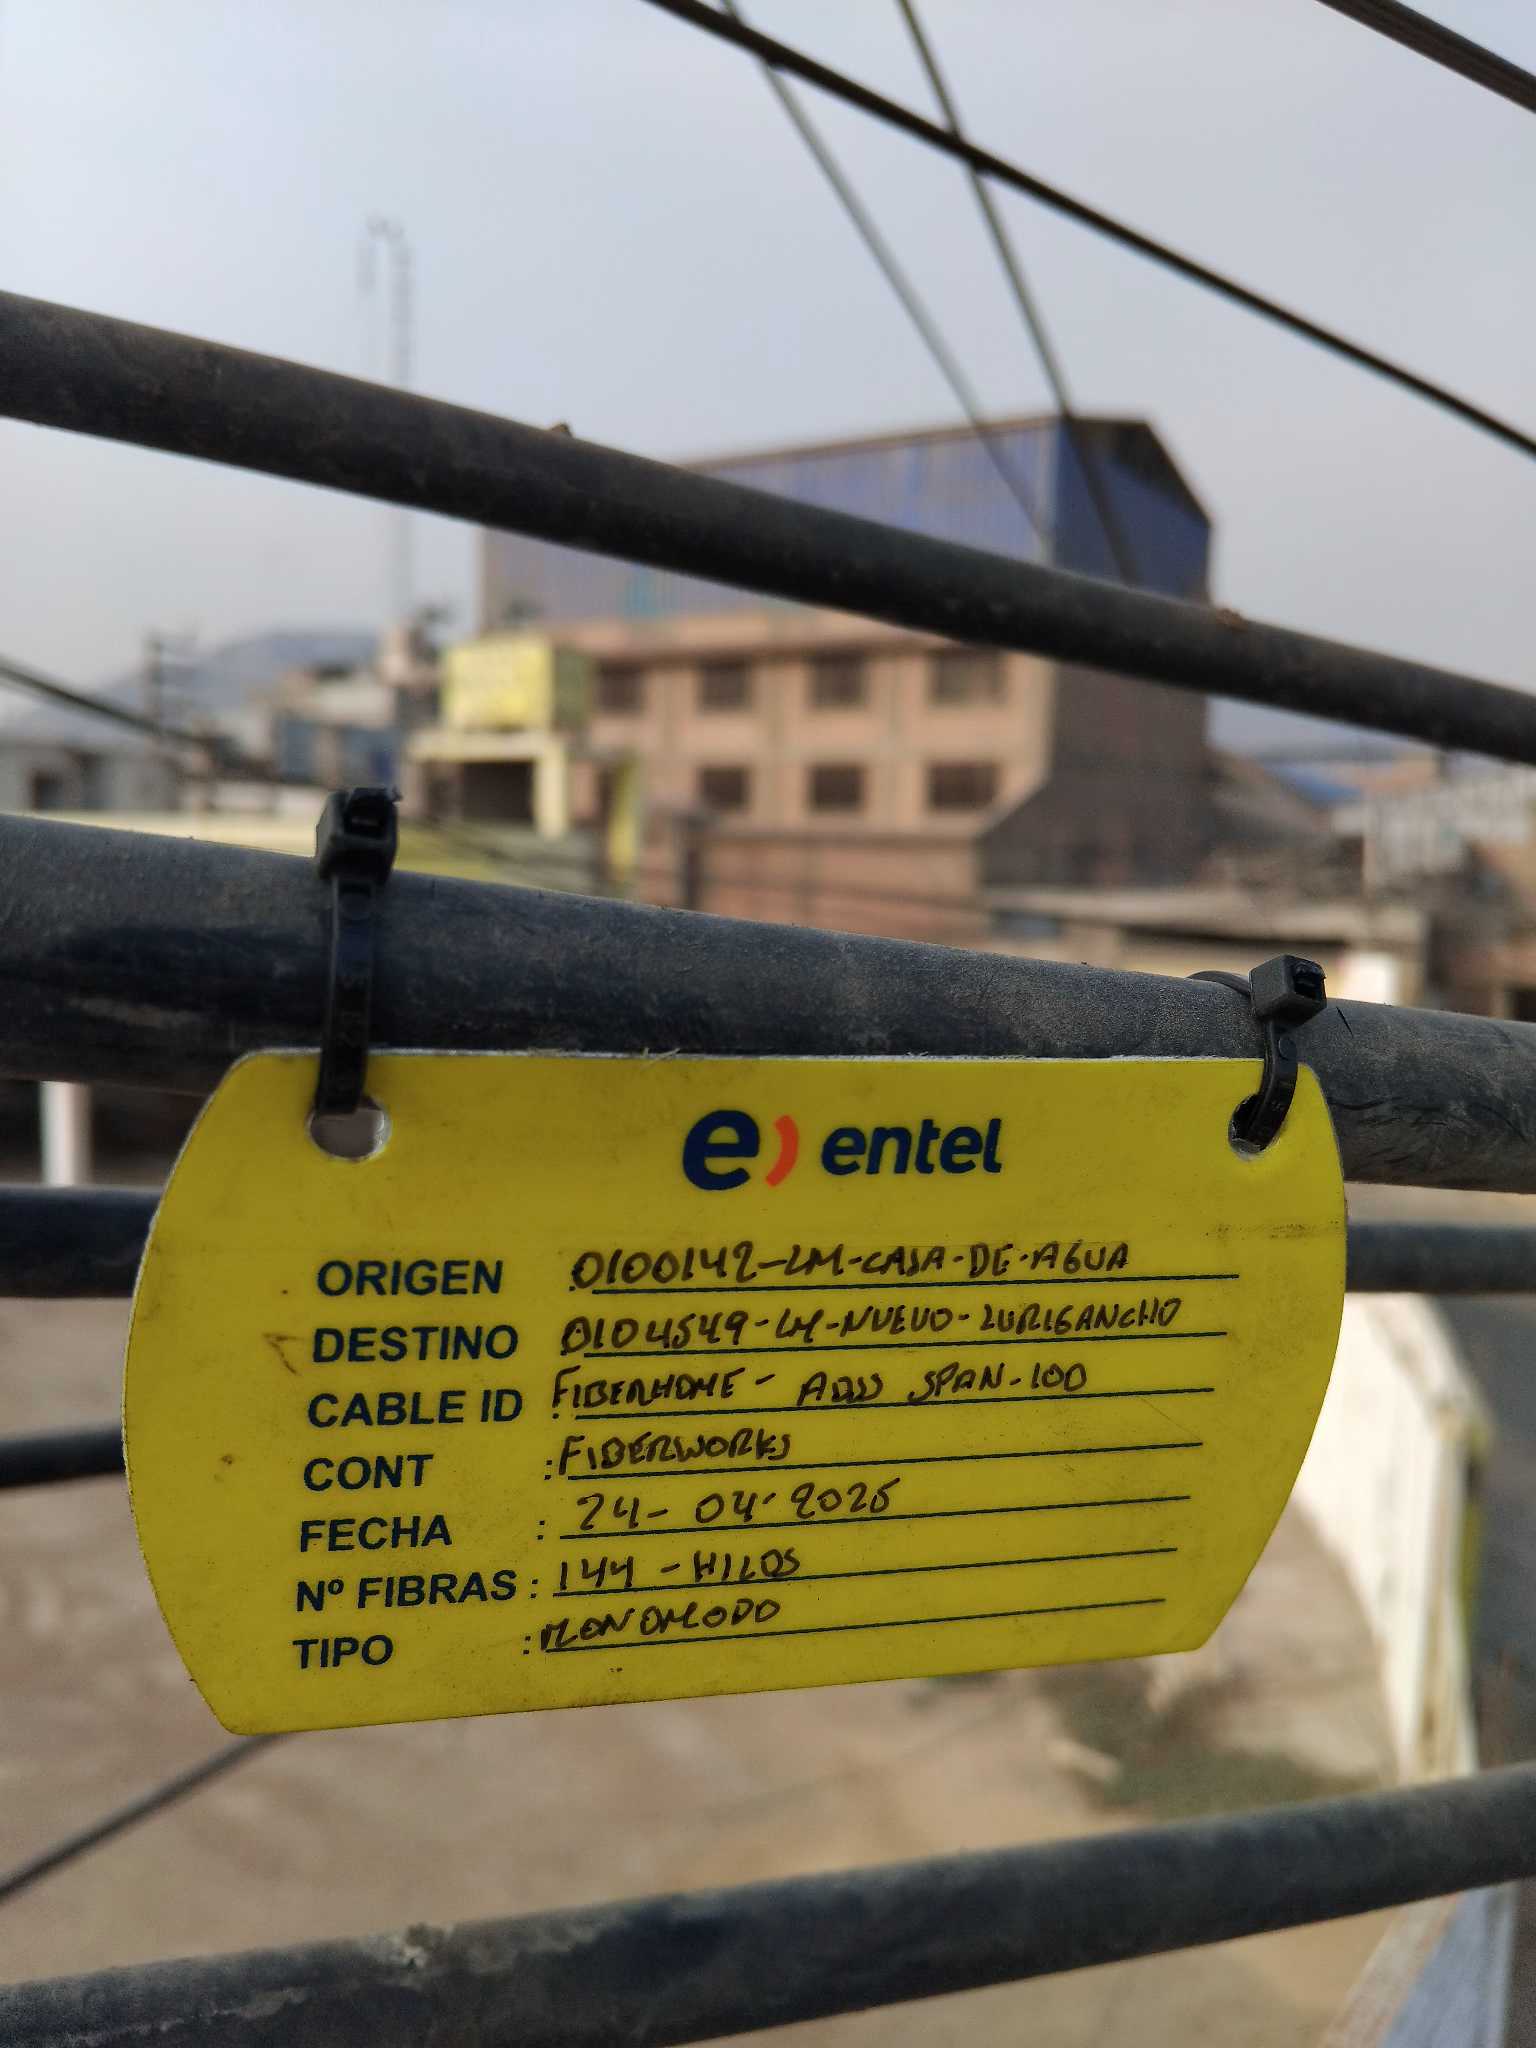 e) entel
ORIGEN : 0100142-LM-CASA-DE-AGUA
DESTINO : 0104549-LM-NUEVO-LURIGANCHO
CABLE ID : FIBERHOME - ADSS SPAN-100
CONT : FIBERWORKS
FECHA : 24-04-2025
Nº FIBRAS : 144 - HILOS
TIPO : MONOMODO